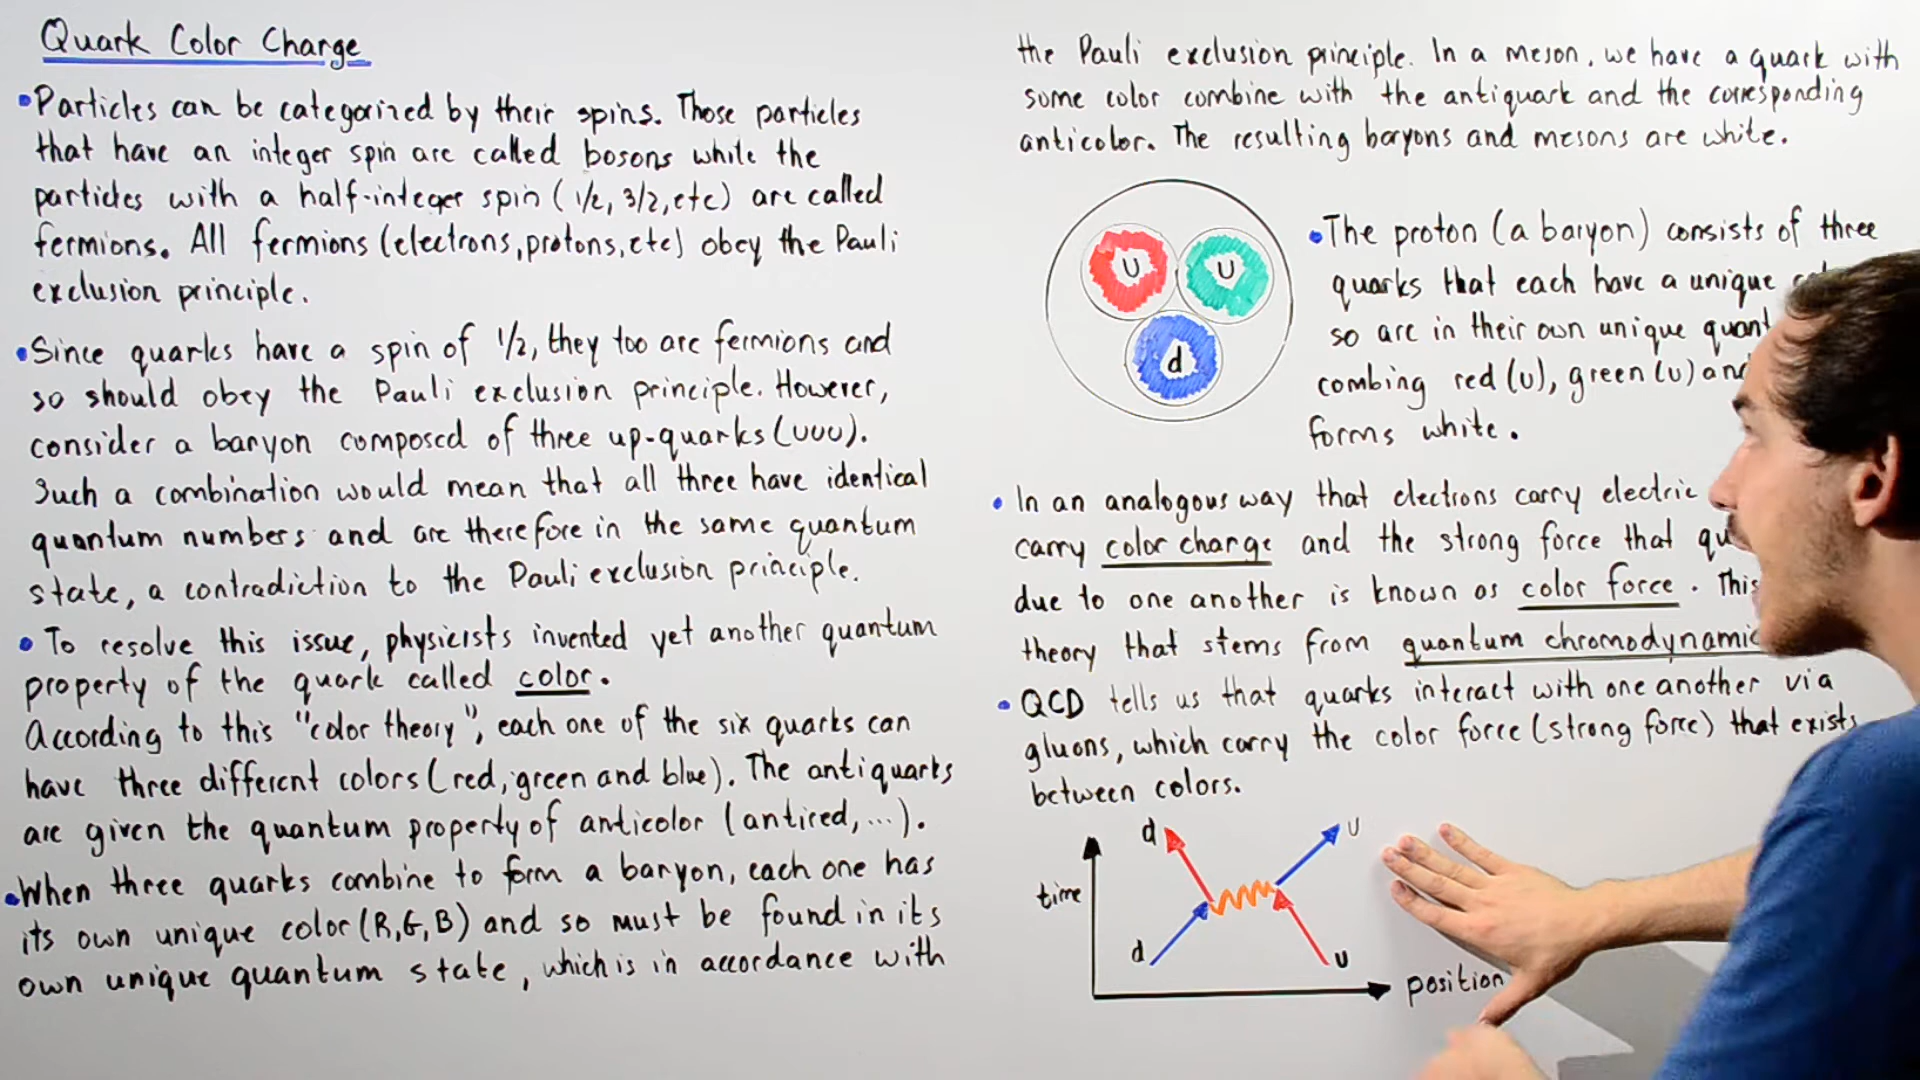 Quark Color Charge
•Particles can be categorized by their spins. Those particles
that have an integer spin are called bosons while the
particles with a half-integer spin (1/2, 3/2, etc) are called
fermions. All fermions (electrons, protons, etc) obey the Pauli
exclusion principle.
•Since quarks have a spin of 1/2, they too are fermions and
so should obey the Pauli exclusion principle. However,
consider a baryon composed of three up-quarks (uuu).
Such a combination would mean that all three have identical
quantum numbers and are therefore in the same quantum
state, a contradiction to the Pauli exclusion principle.
• To resolve this issue, physicists invented yet another quantum
property of the quark called color.
According to this "color theory", each one of the six quarks can
have three different colors (red, green and blue). The antiquarks
are given the quantum property of anticolor (antired, ...).
•When three quarks combine to form a baryon, each one has
its own unique color (R, G, B) and so must be found in its
own unique quantum state, which is in accordance with
the Pauli exclusion principle. In a meson, we have a quark with
some color combine with the antiquark and the corresponding
anticolor. The resulting baryons and mesons are white.
u u
d
•The proton (a baryon) consists of three
quarks that each have a unique
so are in their own unique
combing red (u), green (u) and
forms white.
• In an analogous way that electrons carry electric
carry color charge and the strong force that
due to one another is known as color force. This
theory that stems from quantum chromodynamic
• QCD tells us that quarks interact with one another via
gluons, which carry the color force (strong force) that exists
between colors.
d u
time
d u
position